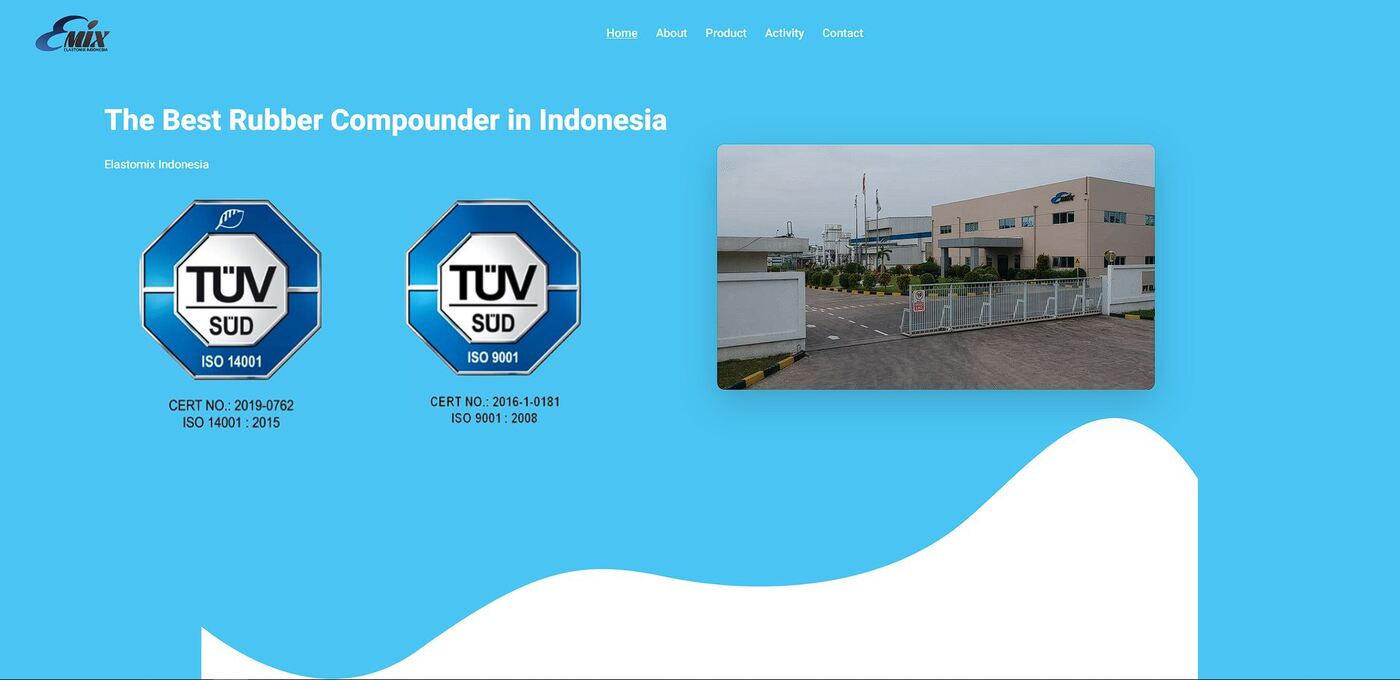 Emix
ELASTOMIX INDONESIA
Home About Product Activity Contact
The Best Rubber Compounder in Indonesia
Elastomix Indonesia
TÜV
SÜD
ISO 14001
CERT NO.: 2019-0762
ISO 14001 : 2015
TÜV
SÜD
ISO 9001
CERT NO.: 2016-1-0181
ISO 9001 : 2008
Emix